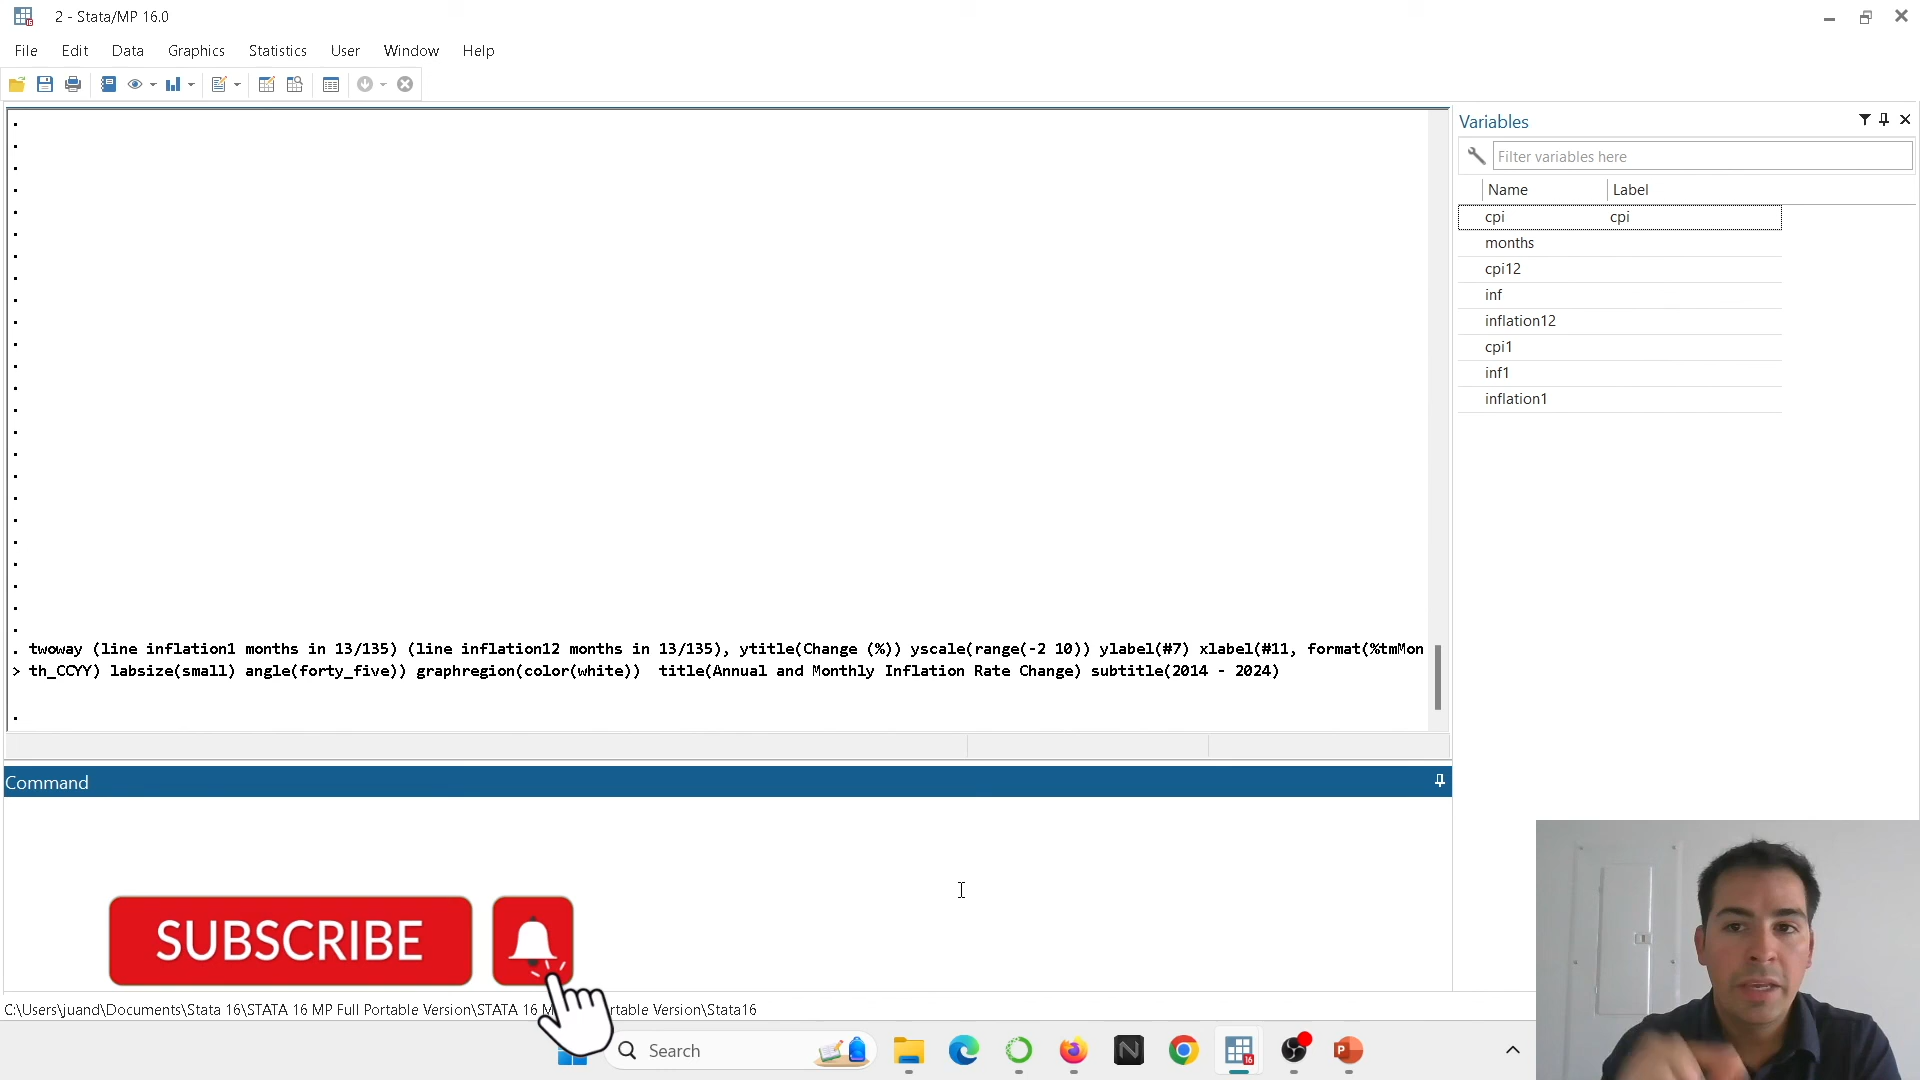 2 - Stata/MP 16.0
File Edit Data Graphics Statistics User Window Help
Variables
Filter variables here
Name Label
cpi cpi
months
cpi12
inf
inflation12
cpi1
inf1
inflation1
. twoway (line inflation1 months in 13/135) (line inflation12 months in 13/135), ytitle(Change (%)) yscale(range(-2 10)) ylabel(#7) xlabel(#11, format(%tmMon
> th_CCYY) labsize(small) angle(forty_five)) graphregion(color(white))  title(Annual and Monthly Inflation Rate Change) subtitle(2014 - 2024)
Command
SUBSCRIBE
C:\Users\juand\Documents\Stata 16\STATA 16 MP Full Portable Version\STATA 16 M rtable Version\Stata16
Search
16